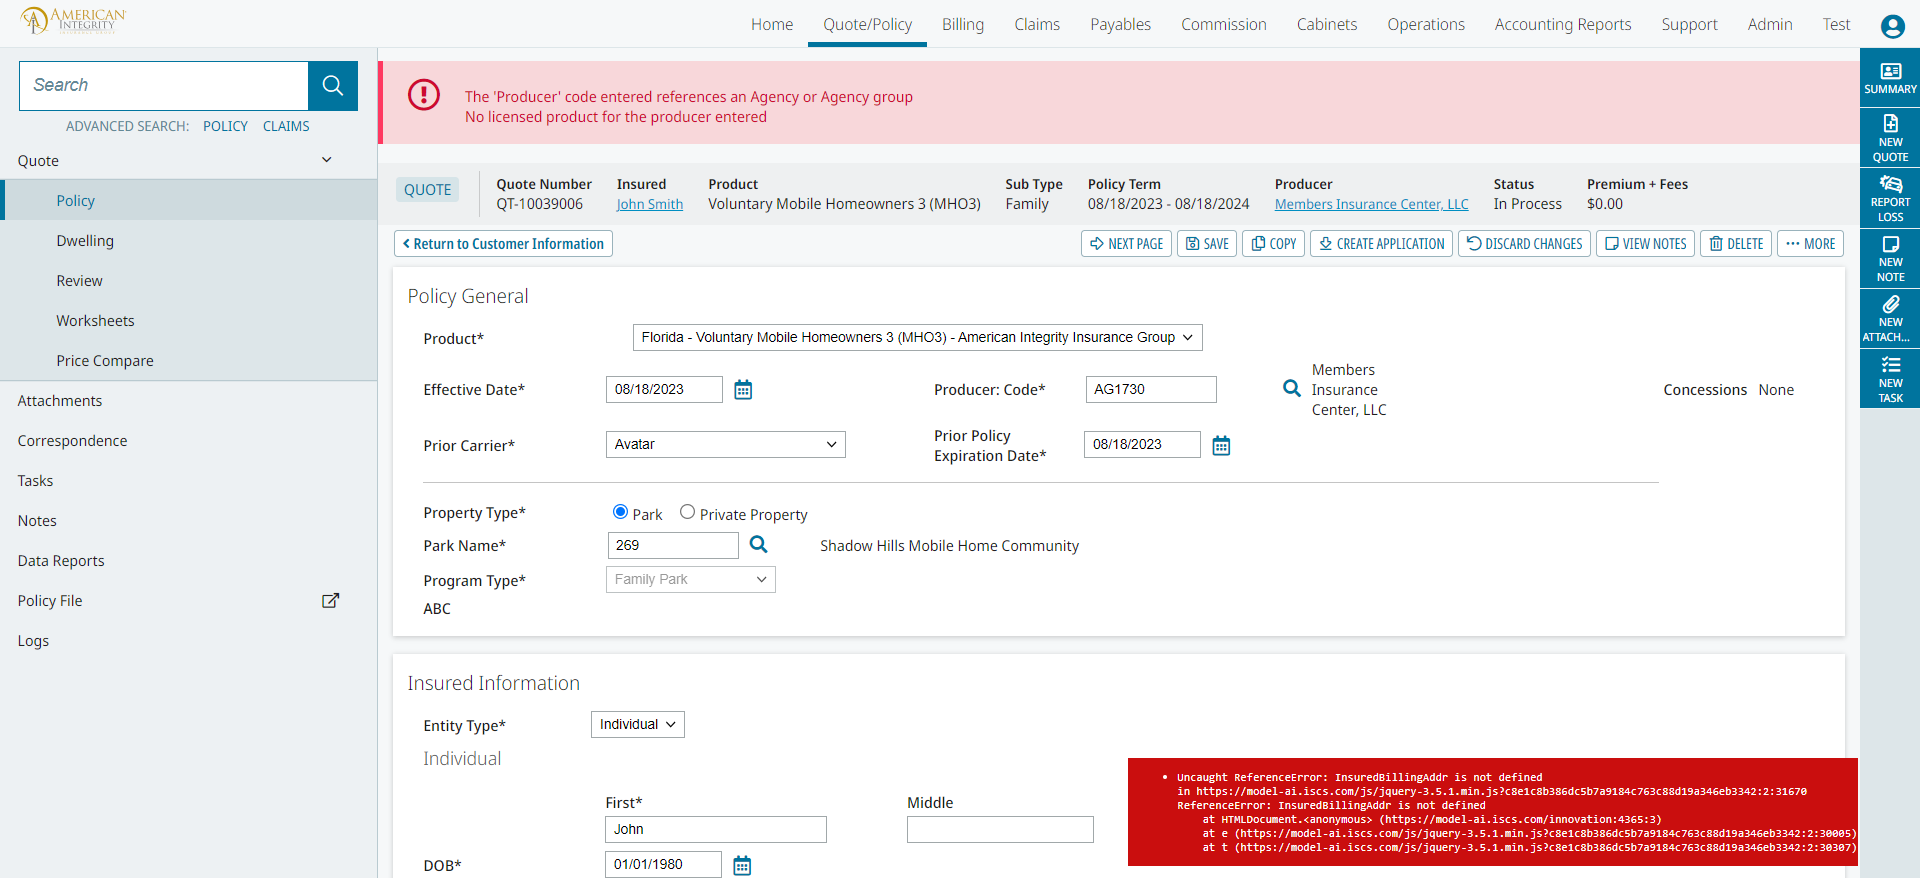 AMERICAN
INTEGRITY
INSURANCE GROUP
Home
Quote/Policy
Billing
Claims
Payables
Commission
Cabinets
Operations
Accounting Reports
Support
Admin
Test
Search
ADVANCED SEARCH:
POLICY
CLAIMS
Quote
Policy
Dwelling
Review
Worksheets
Price Compare
Attachments
Correspondence
Tasks
Notes
Data Reports
Policy File
Logs
The 'Producer' code entered references an Agency or Agency group
No licensed product for the producer entered
QUOTE
Quote Number
QT-10039006
Insured
John Smith
Product
Voluntary Mobile Homeowners 3 (MHO3)
Sub Type
Family
Policy Term
08/18/2023 - 08/18/2024
Producer
Members Insurance Center, LLC
Status
In Process
Premium + Fees
$0.00
Return to Customer Information
NEXT PAGE
SAVE
COPY
CREATE APPLICATION
DISCARD CHANGES
VIEW NOTES
DELETE
MORE
Policy General
Product*
Florida - Voluntary Mobile Homeowners 3 (MHO3) - American Integrity Insurance Group
Effective Date*
08/18/2023
Producer: Code*
AG1730
Members
Insurance
Center, LLC
Concessions None
Prior Carrier*
Avatar
Prior Policy
Expiration Date*
08/18/2023
Property Type*
Park
Private Property
Park Name*
269
Shadow Hills Mobile Home Community
Program Type*
Family Park
ABC
Insured Information
Entity Type*
Individual
Individual
First*
Middle
John
DOB*
01/01/1980
Uncaught ReferenceError: InsuredBillingAddr is not defined
in https://model-ai.iscs.com/js/jquery-3.5.1.min.js?c8e1c8b386dc5b7a9184c763c88d19a346eb3342:2:31670
ReferenceError: InsuredBillingAddr is not defined
at HTMLDocument.<anonymous> (https://model-ai.iscs.com/innovation:4365:3)
at e (https://model-ai.iscs.com/js/jquery-3.5.1.min.js?c8e1c8b386dc5b7a9184c763c88d19a346eb3342:2:30005)
at t (https://model-ai.iscs.com/js/jquery-3.5.1.min.js?c8e1c8b386dc5b7a9184c763c88d19a346eb3342:2:30307)
SUMMARY
NEW
QUOTE
REPORT
LOSS
NEW
NOTE
NEW
ATTACH...
NEW
TASK